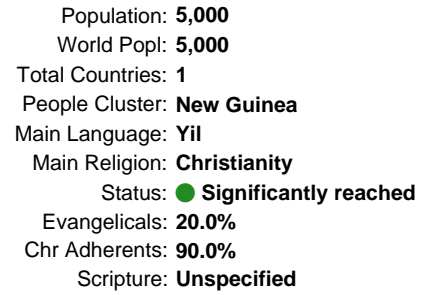 Population: 5,000
World Popl: 5,000
Total Countries: 1
People Cluster: New Guinea
Main Language: Yil
Main Religion: Christianity
Status: Significantly reached
Evangelicals: 20.0%
Chr Adherents: 90.0%
Scripture: Unspecified